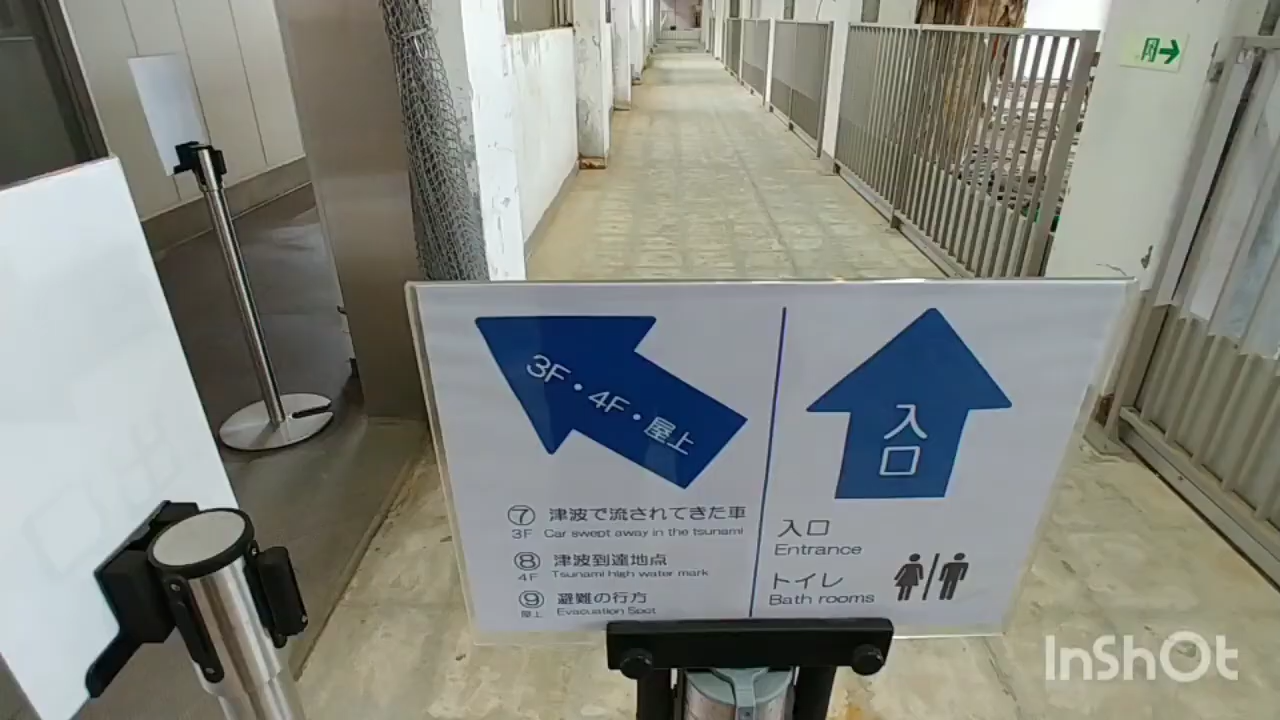 3F・4F・屋上
⑦ 津波で流されてきた車
3F Car swept away in the tsunami
⑧ 津波到達地点
4F Tsunami high water mark
⑨ 避難の行方
屋上 Evacuation Spot
入口
入口
Entrance
トイレ
Bath rooms
InShOt